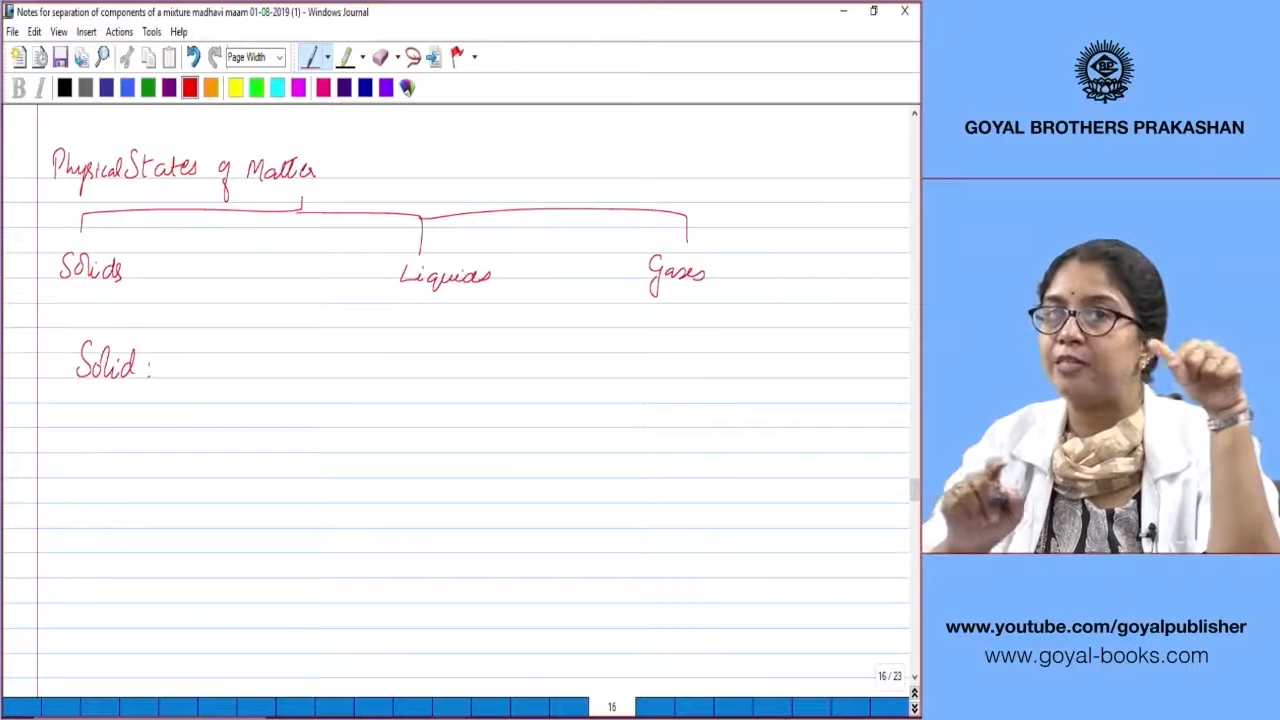 Notes for separation of components of a mixture madhavi maam 01-08-2019 (1) - Windows Journal
File Edit View Insert Actions Tools Help
Page Width
B I
Physical States of Matter
Solids Liquids Gases
Solid :
16 / 23
16
GOYAL BROTHERS PRAKASHAN
www.youtube.com/goyalpublisher
www.goyal-books.com